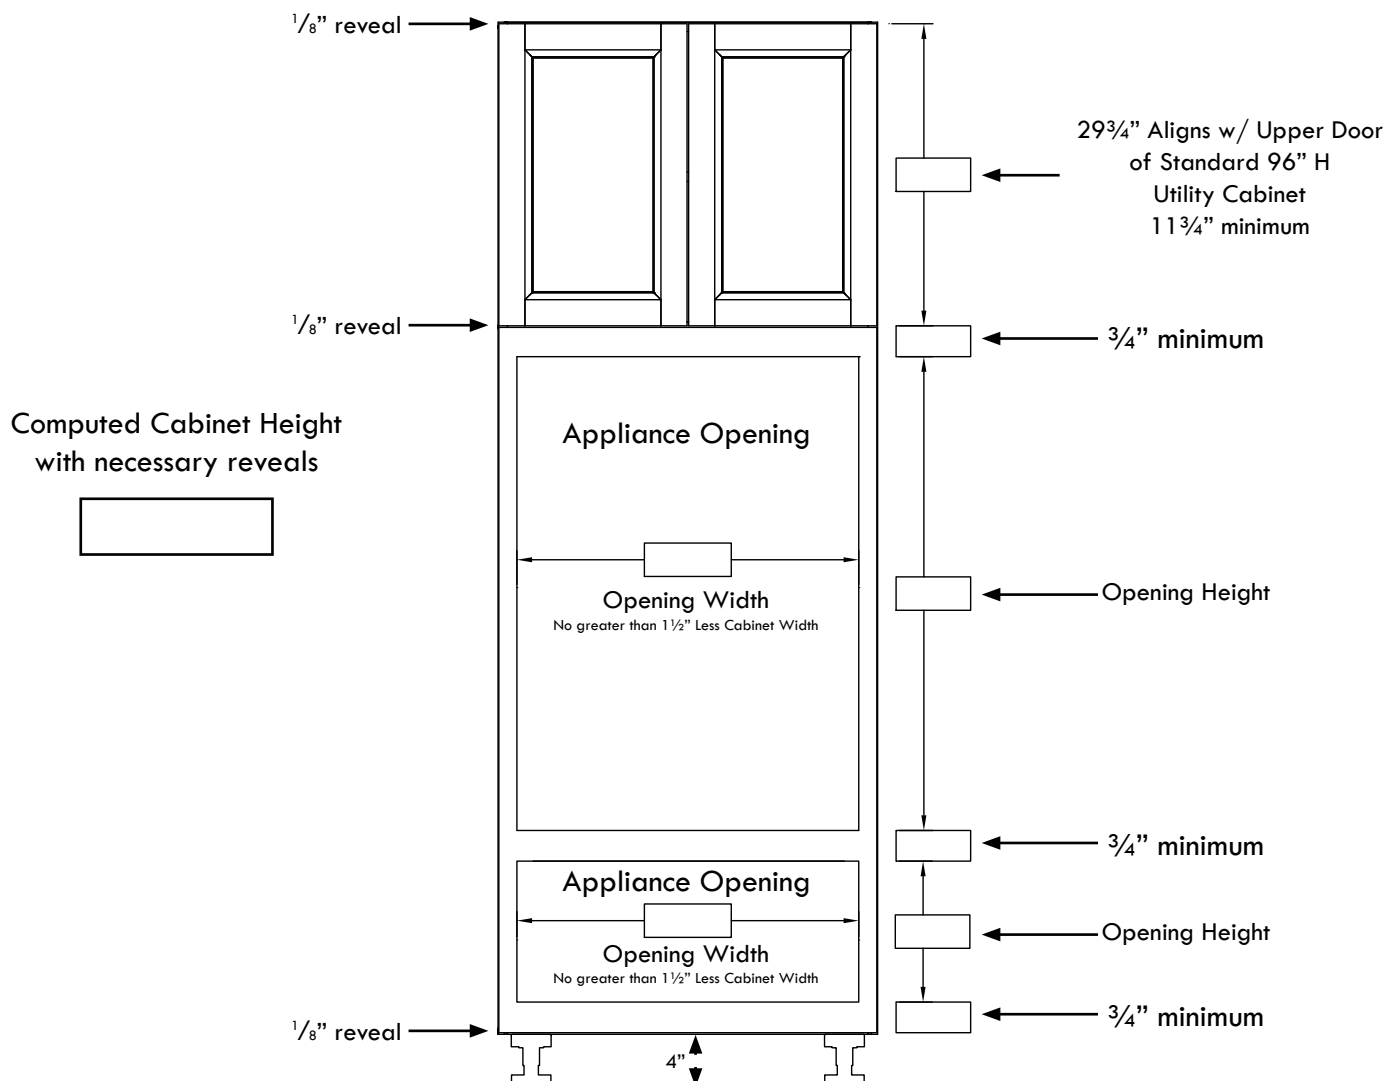 ⅛” reveal
29¾” Aligns w/ Upper Door
of Standard 96” H
Utility Cabinet
11¾” minimum
⅛” reveal
¾” minimum
Computed Cabinet Height
with necessary reveals
Appliance Opening
Opening Width
No greater than 1½” Less Cabinet Width
Opening Height
¾” minimum
Appliance Opening
Opening Width
No greater than 1½” Less Cabinet Width
Opening Height
¾” minimum
⅛” reveal
4”